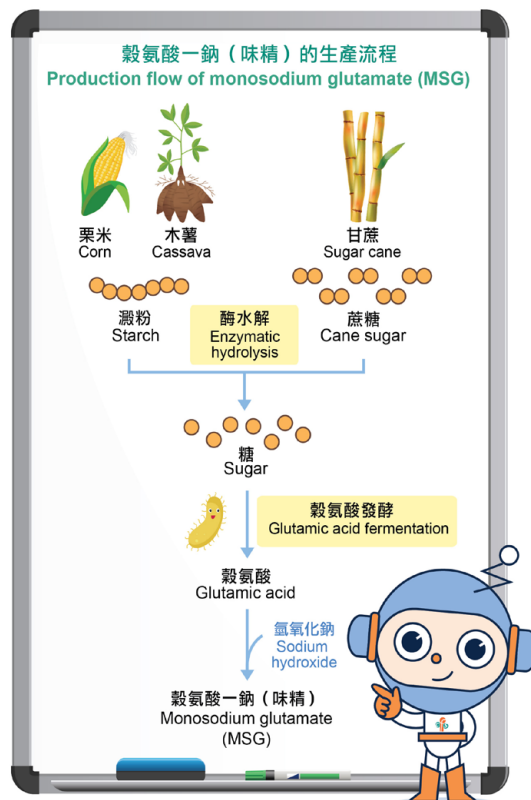 穀氨酸一鈉（味精）的生產流程
Production flow of monosodium glutamate (MSG)
粟米
Corn
木薯
Cassava
甘蔗
Sugar cane
澱粉
Starch
酶水解
Enzymatic
hydrolysis
蔗糖
Cane sugar
糖
Sugar
穀氨酸發酵
Glutamic acid fermentation
穀氨酸
Glutamic acid
氫氧化鈉
Sodium
hydroxide
穀氨酸一鈉（味精）
Monosodium glutamate
(MSG)